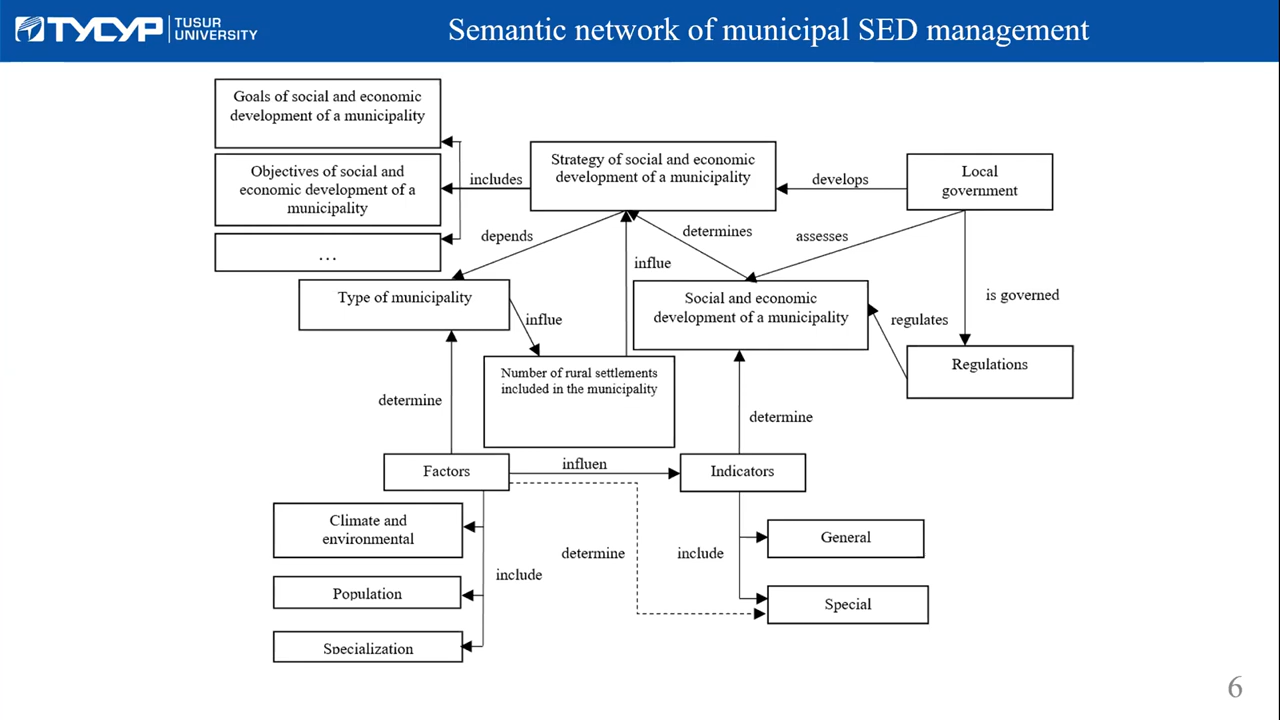 ТУСУР
TUSUR
UNIVERSITY
Semantic network of municipal SED management
Goals of social and economic
development of a municipality
Objectives of social and
economic development of a
municipality
…
includes
Strategy of social and economic
development of a municipality
develops
Local
government
depends
determines
assesses
influe
is governed
Type of municipality
influe
Social and economic
development of a municipality
regulates
Regulations
Number of rural settlements
included in the municipality
determine
determine
Factors
influen
Indicators
Climate and
environmental
General
determine
include
include
Population
Special
Specialization
6